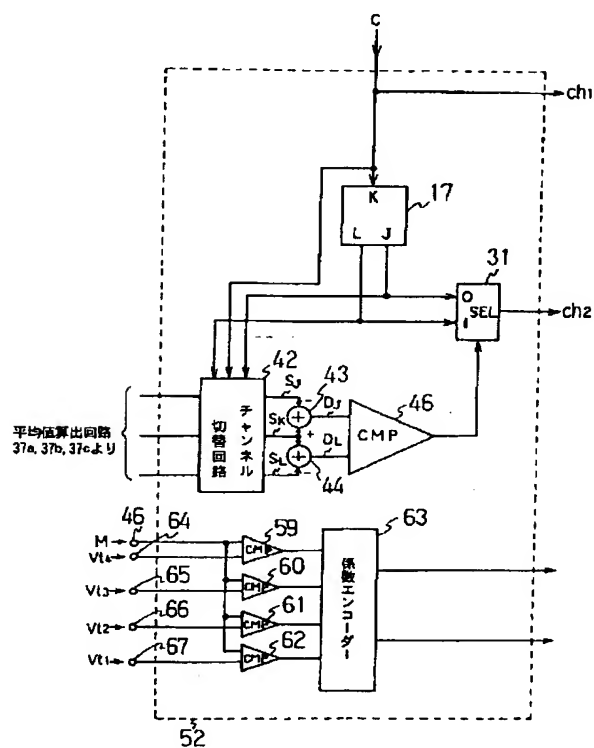 C
ch1
K
17
L J
31
0
SEL
1
ch2
42
SJ
-
43
46
DJ
SK
+
CMP
平均値算出回路
37a, 37b, 37cより
チャンネル
切替回路
SL
DL
-
44
46 64
59
63
M
CMP
Vt4
65
60
Vt3
CMP
66
61
Vt2
CMP
67
62
Vt1
CMP
係数エンコーダー
52